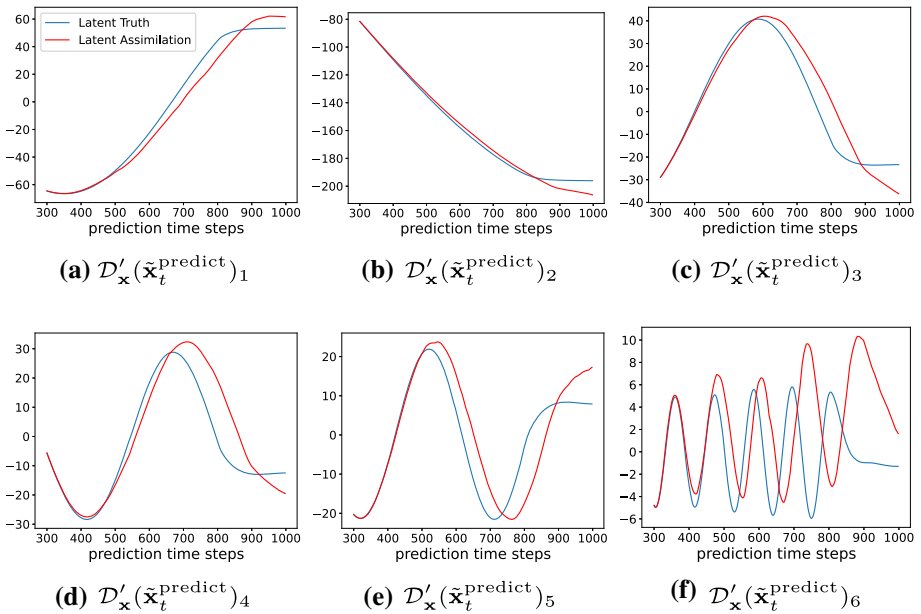 Latent Truth
Latent Assimilation
60
40
20
0
−20
−40
−60
300 400 500 600 700 800 900 1000
prediction time steps
(a) 𝒟′ₓ(x̃ₜ^predict)₁
−80
−100
−120
−140
−160
−180
−200
300 400 500 600 700 800 900 1000
prediction time steps
(b) 𝒟′ₓ(x̃ₜ^predict)₂
40
30
20
10
0
−10
−20
−30
−40
300 400 500 600 700 800 900 1000
prediction time steps
(c) 𝒟′ₓ(x̃ₜ^predict)₃
30
20
10
0
−10
−20
−30
300 400 500 600 700 800 900 1000
prediction time steps
(d) 𝒟′ₓ(x̃ₜ^predict)₄
20
10
0
−10
−20
300 400 500 600 700 800 900 1000
prediction time steps
(e) 𝒟′ₓ(x̃ₜ^predict)₅
10
8
6
4
2
0
−2
−4
−6
300 400 500 600 700 800 900 1000
prediction time steps
(f) 𝒟′ₓ(x̃ₜ^predict)₆